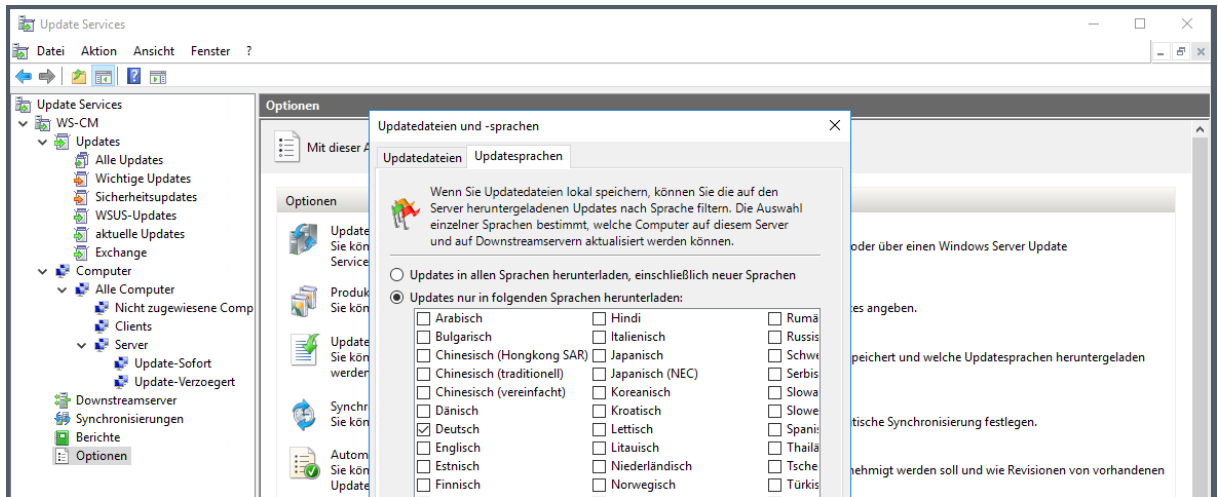 Update Services
Datei Aktion Ansicht Fenster ?
Update Services
WS-CM
Updates
Alle Updates
Wichtige Updates
Sicherheitsupdates
WSUS-Updates
aktuelle Updates
Exchange
Computer
Alle Computer
Nicht zugewiesene Comp
Clients
Server
Update-Sofort
Update-Verzoegert
Downstreamserver
Synchronisierungen
Berichte
Optionen
Optionen
Mit dieser A
Optionen
Update
Sie kön
Service
oder über einen Windows Server Update
Produk
Sie kön
es angeben.
Update
Sie kön
werden
peichert und welche Updatesprachen heruntergeladen
Synchr
Sie kön
tische Synchronisierung festlegen.
Autom
Sie kön
Update
nehmigt werden soll und wie Revisionen von vorhandenen
Updatedateien und -sprachen
Updatedateien Updatesprachen
Wenn Sie Updatedateien lokal speichern, können Sie die auf den
Server heruntergeladenen Updates nach Sprache filtern. Die Auswahl
einzelner Sprachen bestimmt, welche Computer auf diesem Server
und auf Downstreamservern aktualisiert werden können.
Updates in allen Sprachen herunterladen, einschließlich neuer Sprachen
Updates nur in folgenden Sprachen herunterladen:
Arabisch Hindi Rumä
Bulgarisch Italienisch Russis
Chinesisch (Hongkong SAR) Japanisch Schwe
Chinesisch (traditionell) Japanisch (NEC) Serbis
Chinesisch (vereinfacht) Koreanisch Slowa
Dänisch Kroatisch Slowe
Deutsch Lettisch Spanis
Englisch Litauisch Thailä
Estnisch Niederländisch Tsche
Finnisch Norwegisch Türkis